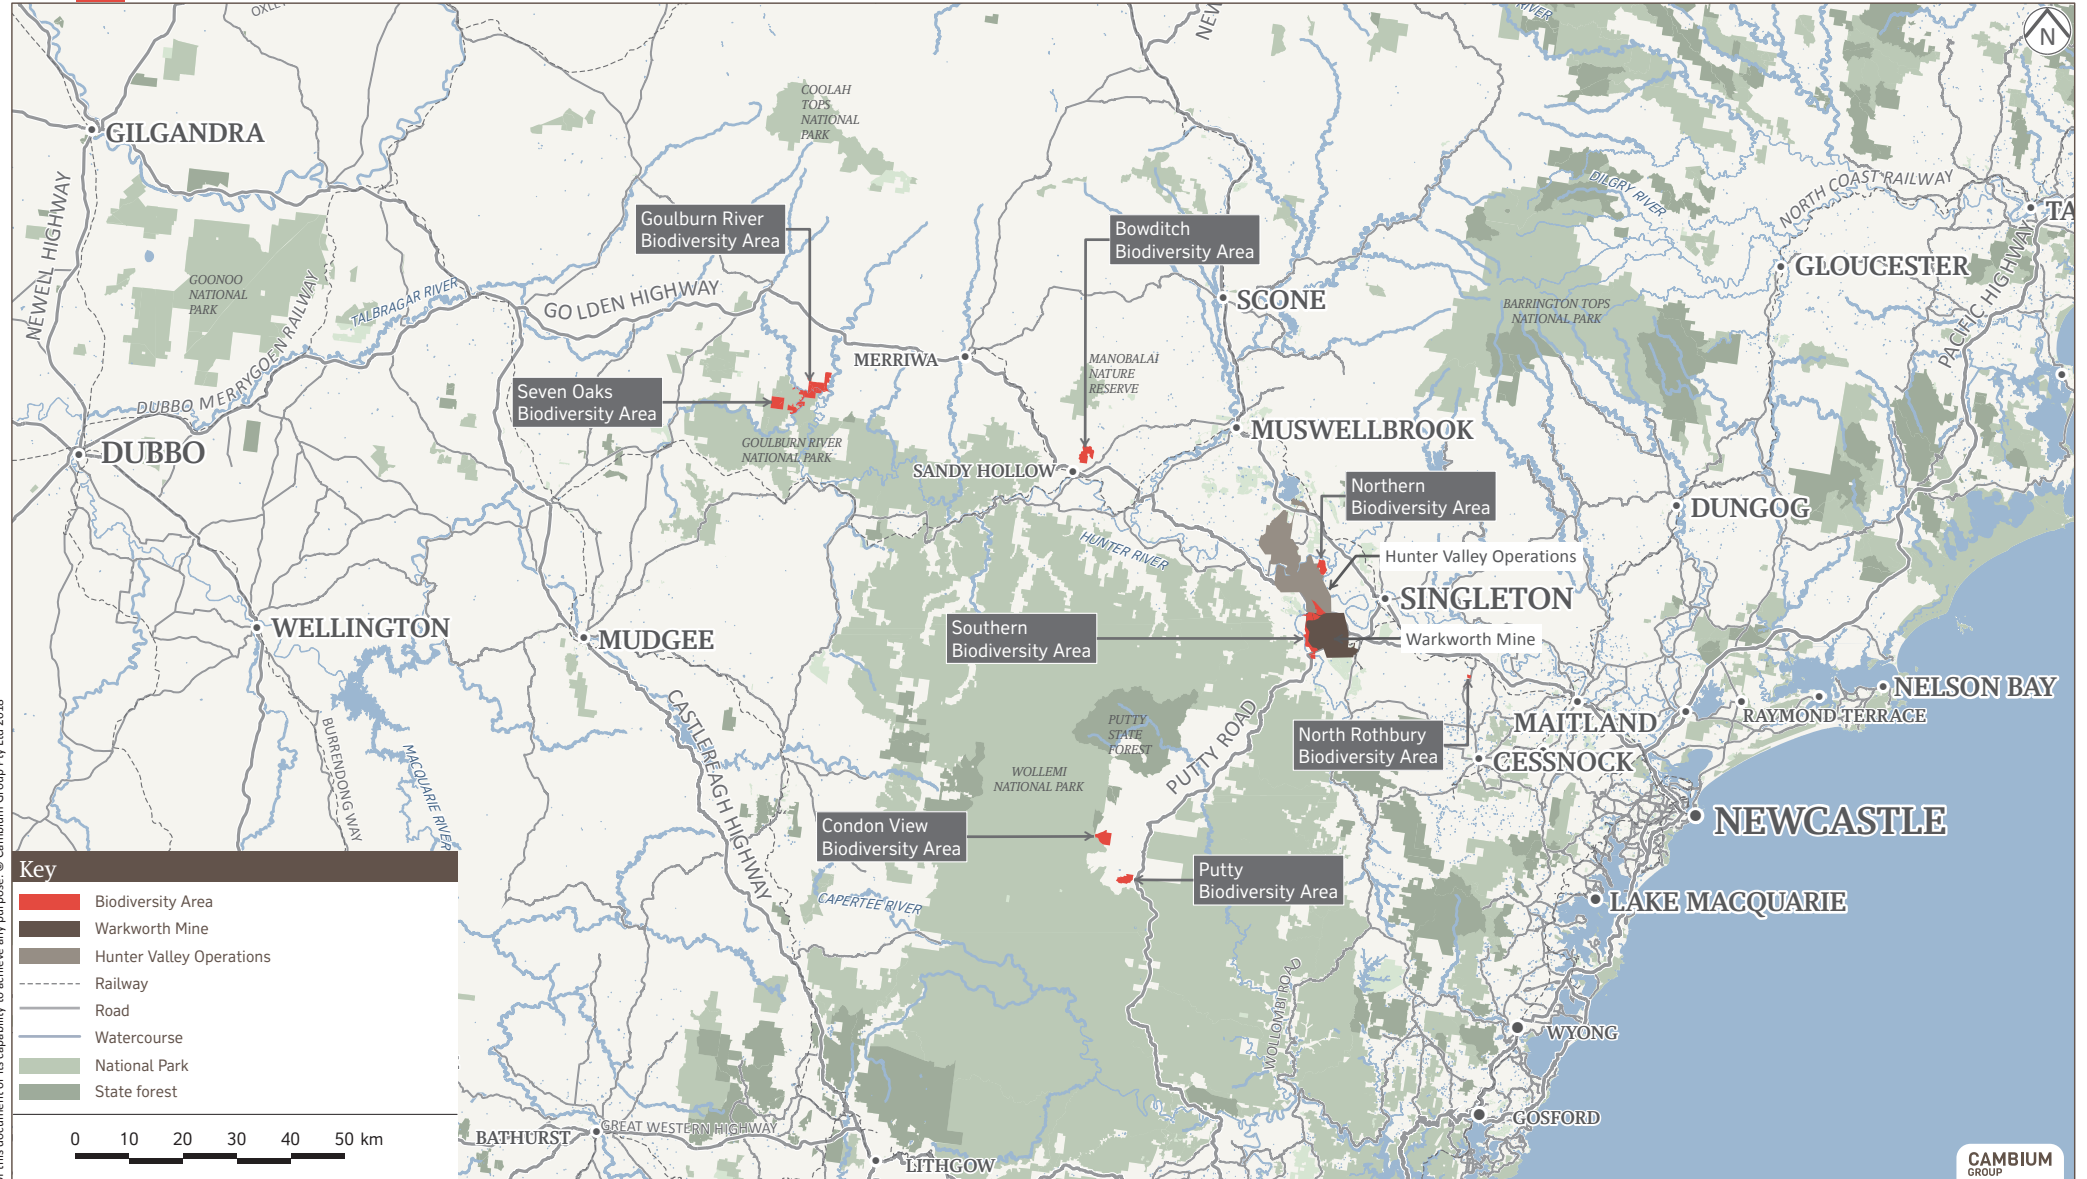 OXLEY
NEW
RIVER
N
COOLAH
TOPS
NATIONAL
PARK
GILGANDRA
NEWELL HIGHWAY
DILGRY RIVER
NORTH COAST RAILWAY
TA
Goulburn River
Biodiversity Area
Bowditch
Biodiversity Area
GOONOO
NATIONAL
PARK
TALBRAGAR RIVER
GOLDEN HIGHWAY
SCONE
GLOUCESTER
PACIFIC HIGHWAY
BARRINGTON TOPS
NATIONAL PARK
DUBBO MERRYGOEN RAILWAY
MERRIWA
MANOBALAI
NATURE
RESERVE
Seven Oaks
Biodiversity Area
DUBBO
GOULBURN RIVER
NATIONAL PARK
SANDY HOLLOW
MUSWELLBROOK
Northern
Biodiversity Area
DUNGOG
HUNTER RIVER
Hunter Valley Operations
SINGLETON
WELLINGTON
MUDGEE
Southern
Biodiversity Area
Warkworth Mine
NELSON BAY
CASTLEREAGH HIGHWAY
BURRENDONG WAY
MACQUARIE RIVER
PUTTY
STATE
FOREST
PUTTY ROAD
North Rothbury
Biodiversity Area
MAITLAND
RAYMOND TERRACE
CESSNOCK
WOLLEMI
NATIONAL PARK
NEWCASTLE
Condon View
Biodiversity Area
Putty
Biodiversity Area
CAPERTEE RIVER
LAKE MACQUARIE
WOLLOMBI ROAD
WYONG
GOSFORD
GREAT WESTERN HIGHWAY
BATHURST
LITHGOW
Key
Biodiversity Area
Warkworth Mine
Hunter Valley Operations
Railway
Road
Watercourse
National Park
State forest
0 10 20 30 40 50 km
CAMBIUM
GROUP